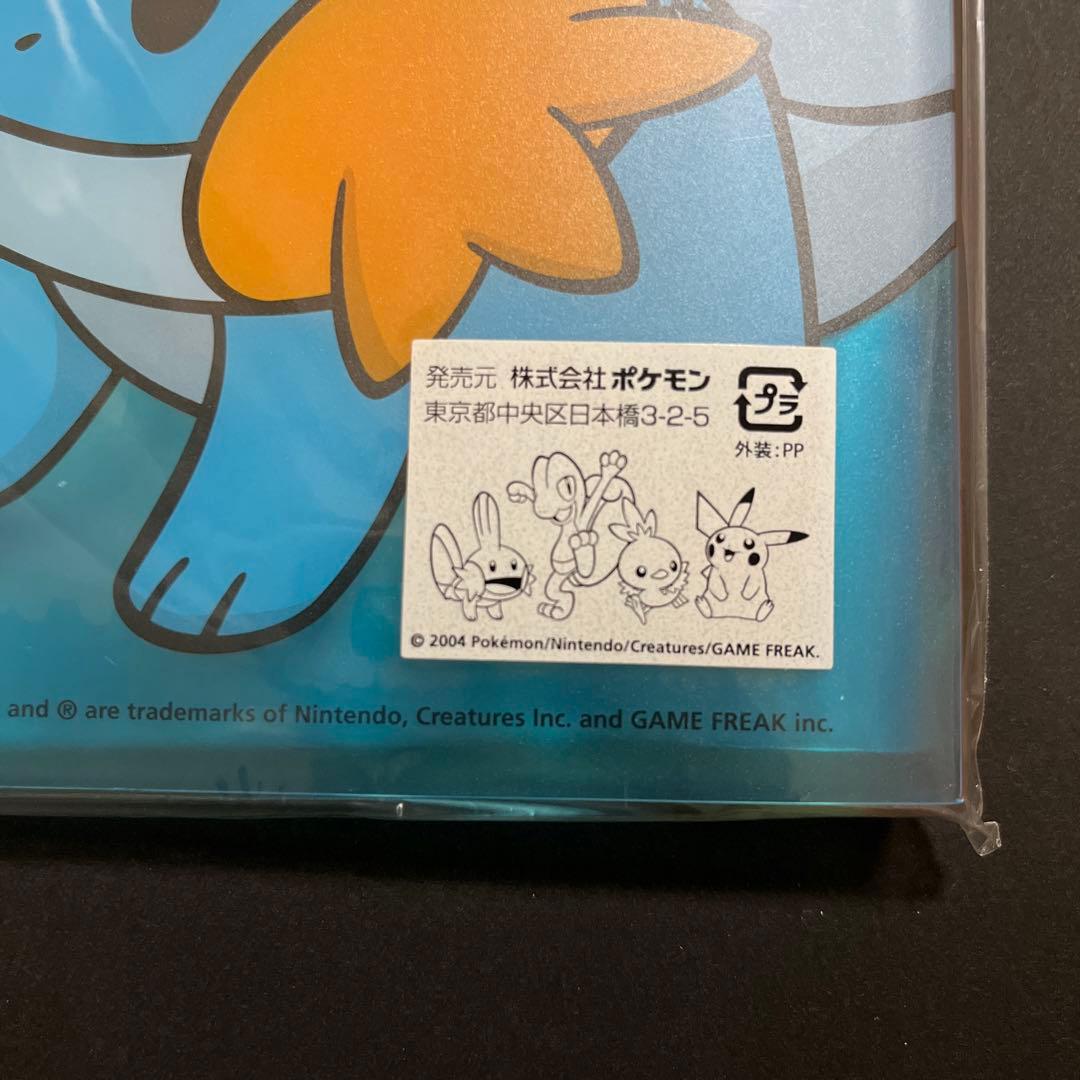 発売元 株式会社ポケモン
東京都中央区日本橋3-2-5
プラ
外装:PP
© 2004 Pokémon/Nintendo/Creatures/GAME FREAK.
and ® are trademarks of Nintendo, Creatures Inc. and GAME FREAK inc.